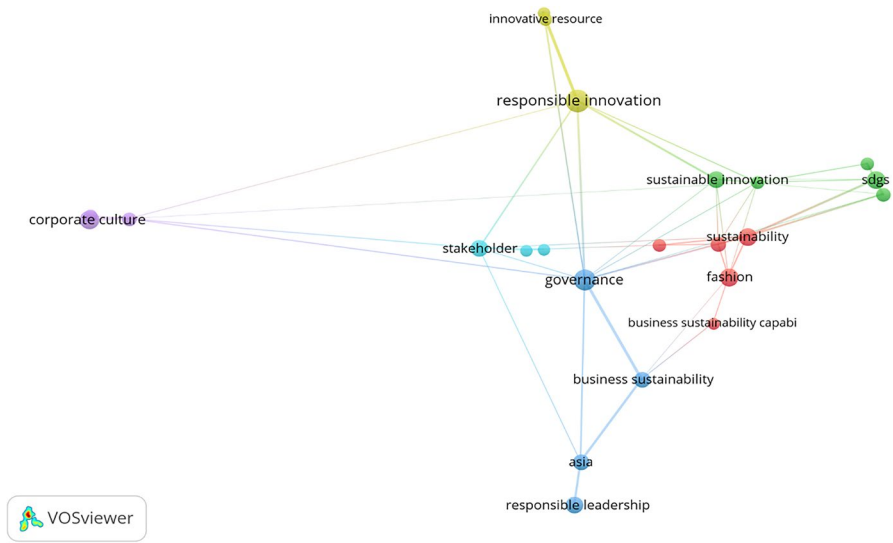 innovative resource
responsible innovation
sustainable innovation
sdgs
corporate culture
sustainability
stakeholder
fashion
governance
business sustainability capabi
business sustainability
asia
responsible leadership
VOSviewer